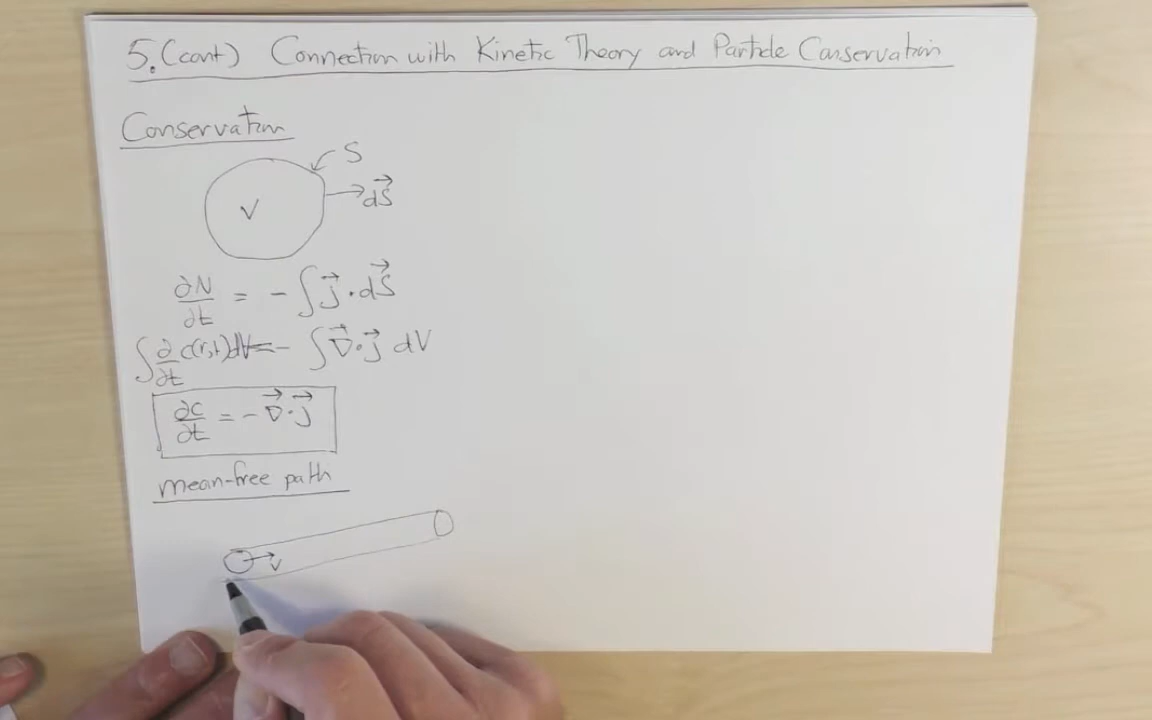 5. (cont) Connection with Kinetic Theory and Particle Conservation
Conservation
S
V
dS⃗
∂N/∂t = - ∫ J⃗ · dS⃗
∫ ∂/∂t c(r,t) dV = - ∫ ∇⃗ · J⃗ dV
∂c/∂t = - ∇⃗ · J⃗
mean-free path
v